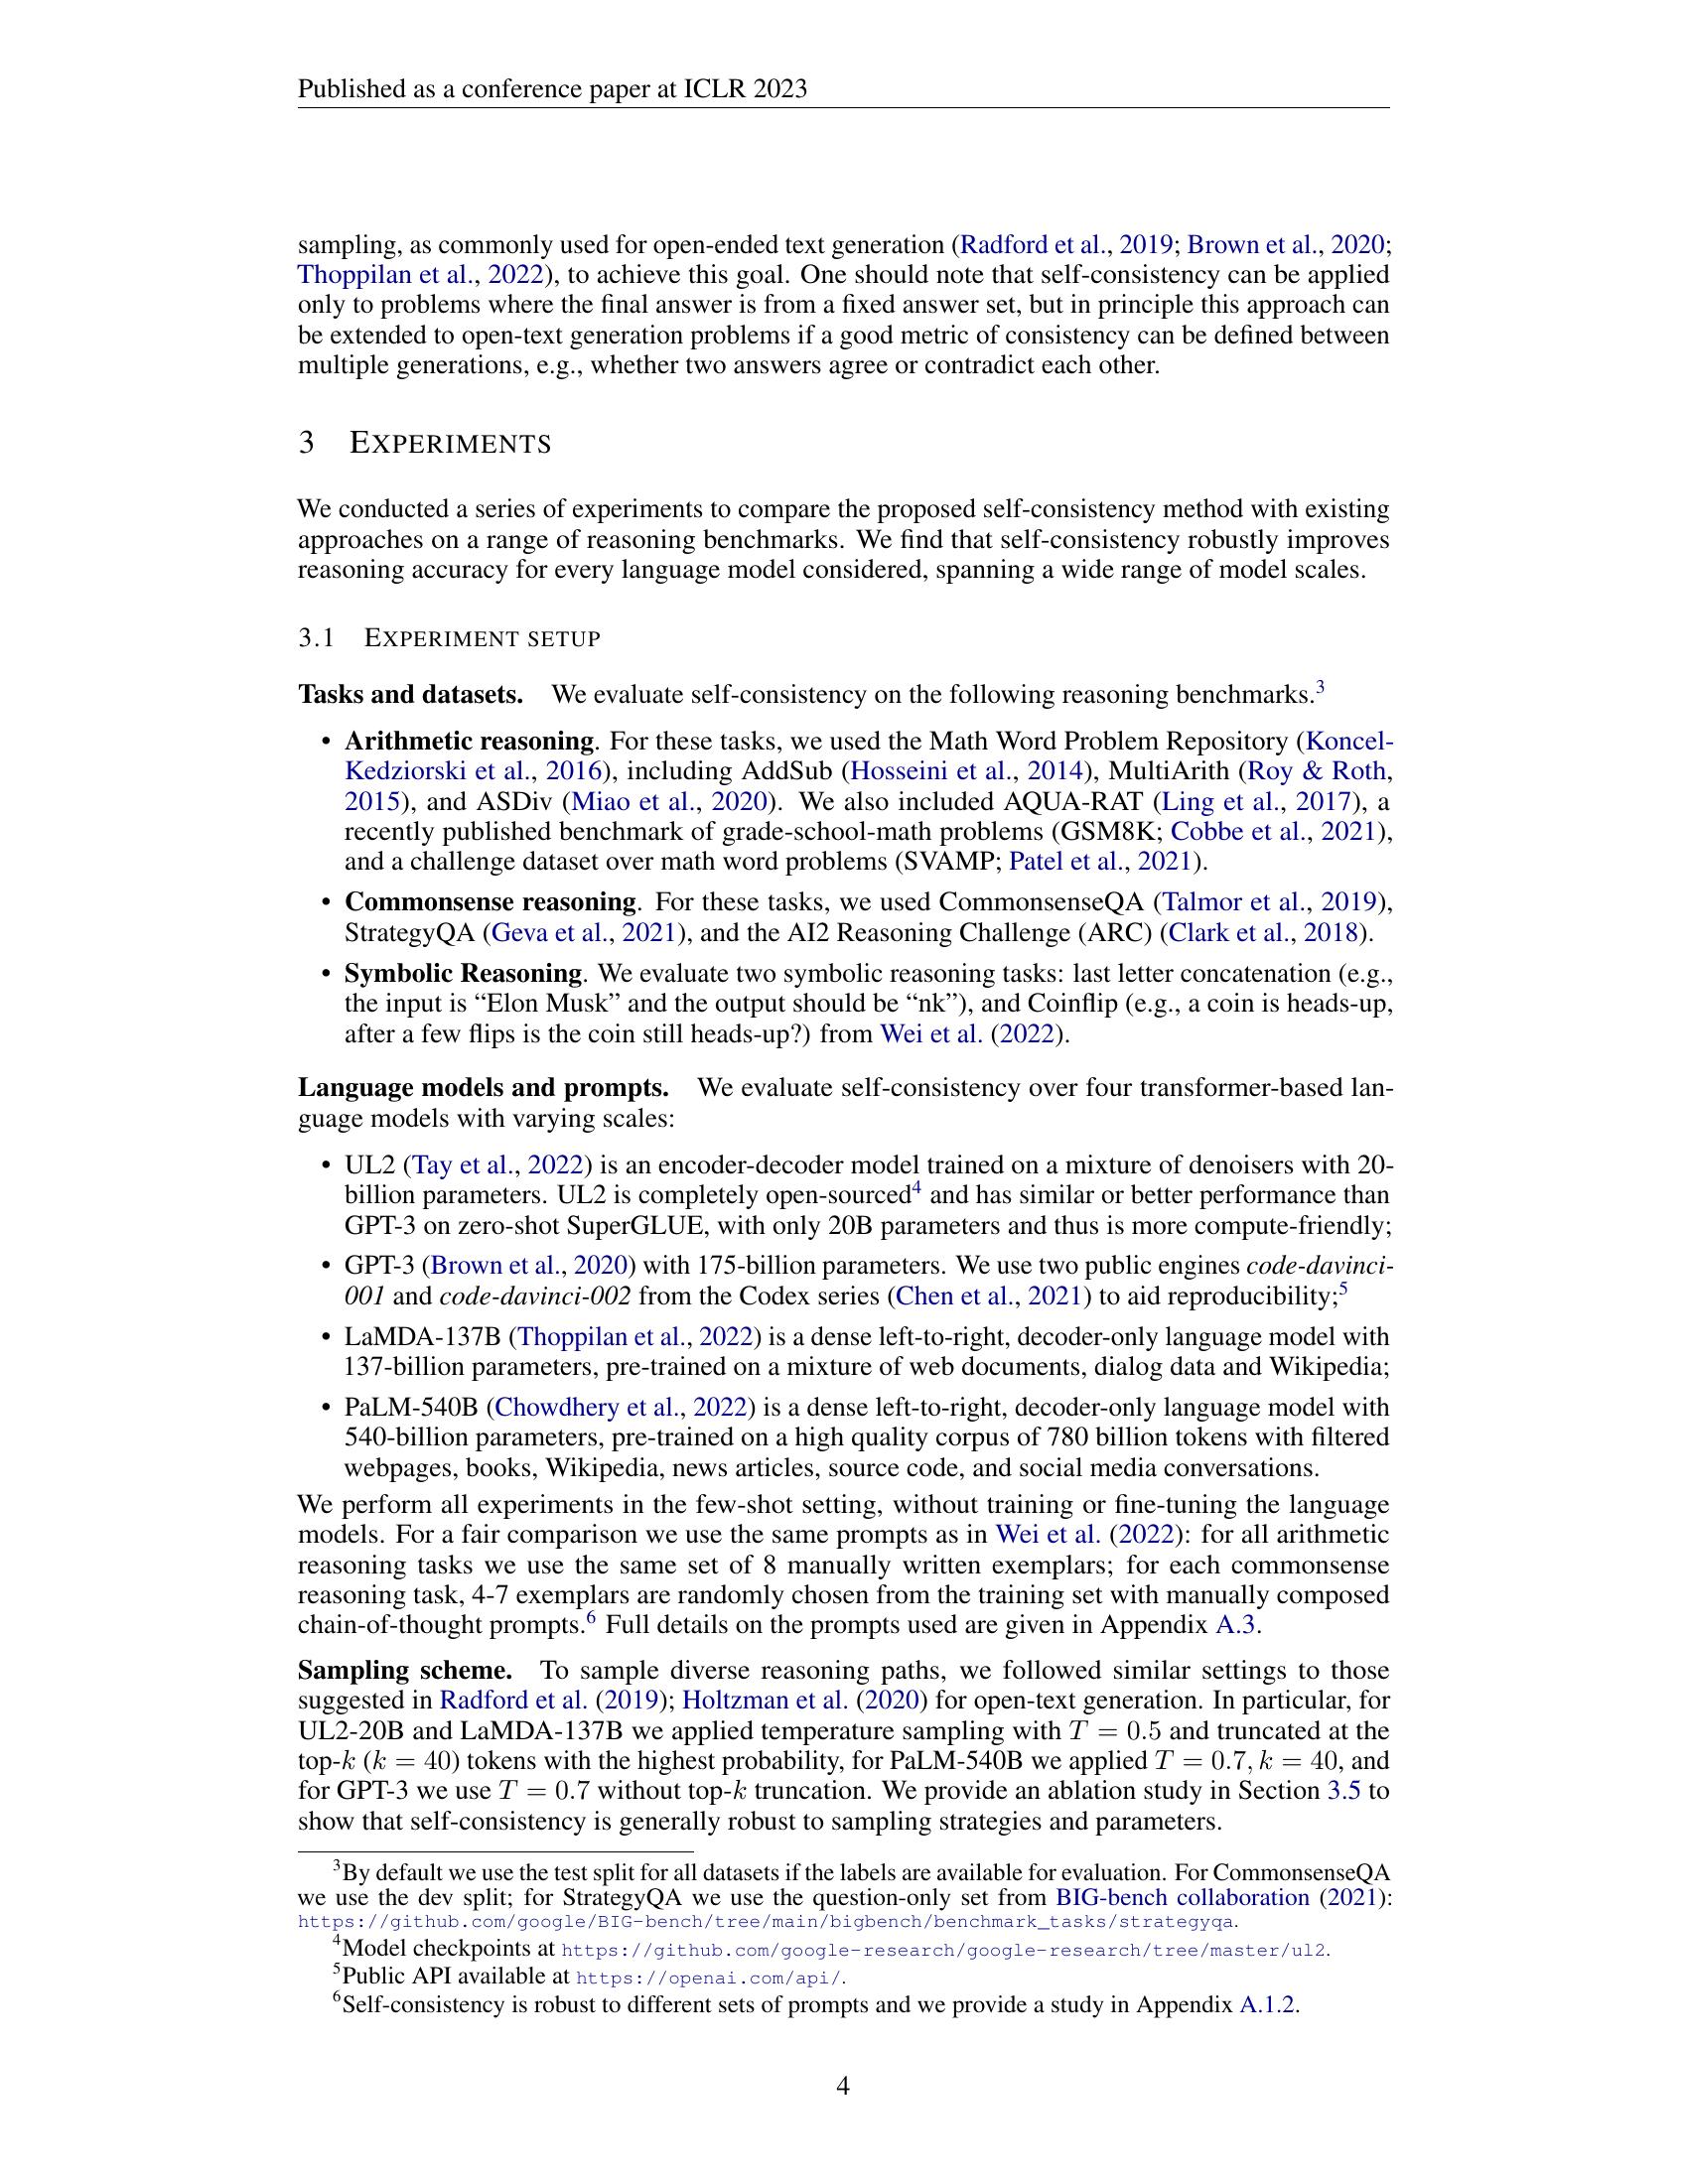 Published as a conference paper at ICLR 2023
sampling, as commonly used for open-ended text generation (Radford et al., 2019; Brown et al., 2020;
Thoppilan et al., 2022), to achieve this goal. One should note that self-consistency can be applied
only to problems where the final answer is from a fixed answer set, but in principle this approach can
be extended to open-text generation problems if a good metric of consistency can be defined between
multiple generations, e.g., whether two answers agree or contradict each other.
3 EXPERIMENTS
We conducted a series of experiments to compare the proposed self-consistency method with existing
approaches on a range of reasoning benchmarks. We find that self-consistency robustly improves
reasoning accuracy for every language model considered, spanning a wide range of model scales.
3.1 EXPERIMENT SETUP
Tasks and datasets. We evaluate self-consistency on the following reasoning benchmarks.3
• Arithmetic reasoning. For these tasks, we used the Math Word Problem Repository (Koncel-
Kedziorski et al., 2016), including AddSub (Hosseini et al., 2014), MultiArith (Roy & Roth,
2015), and ASDiv (Miao et al., 2020). We also included AQUA-RAT (Ling et al., 2017), a
recently published benchmark of grade-school-math problems (GSM8K; Cobbe et al., 2021),
and a challenge dataset over math word problems (SVAMP; Patel et al., 2021).
• Commonsense reasoning. For these tasks, we used CommonsenseQA (Talmor et al., 2019),
StrategyQA (Geva et al., 2021), and the AI2 Reasoning Challenge (ARC) (Clark et al., 2018).
• Symbolic Reasoning. We evaluate two symbolic reasoning tasks: last letter concatenation (e.g.,
the input is “Elon Musk” and the output should be “nk”), and Coinflip (e.g., a coin is heads-up,
after a few flips is the coin still heads-up?) from Wei et al. (2022).
Language models and prompts. We evaluate self-consistency over four transformer-based lan-
guage models with varying scales:
• UL2 (Tay et al., 2022) is an encoder-decoder model trained on a mixture of denoisers with 20-
billion parameters. UL2 is completely open-sourced4 and has similar or better performance than
GPT-3 on zero-shot SuperGLUE, with only 20B parameters and thus is more compute-friendly;
• GPT-3 (Brown et al., 2020) with 175-billion parameters. We use two public engines code-davinci-
001 and code-davinci-002 from the Codex series (Chen et al., 2021) to aid reproducibility;5
• LaMDA-137B (Thoppilan et al., 2022) is a dense left-to-right, decoder-only language model with
137-billion parameters, pre-trained on a mixture of web documents, dialog data and Wikipedia;
• PaLM-540B (Chowdhery et al., 2022) is a dense left-to-right, decoder-only language model with
540-billion parameters, pre-trained on a high quality corpus of 780 billion tokens with filtered
webpages, books, Wikipedia, news articles, source code, and social media conversations.
We perform all experiments in the few-shot setting, without training or fine-tuning the language
models. For a fair comparison we use the same prompts as in Wei et al. (2022): for all arithmetic
reasoning tasks we use the same set of 8 manually written exemplars; for each commonsense
reasoning task, 4-7 exemplars are randomly chosen from the training set with manually composed
chain-of-thought prompts.6 Full details on the prompts used are given in Appendix A.3.
Sampling scheme. To sample diverse reasoning paths, we followed similar settings to those
suggested in Radford et al. (2019); Holtzman et al. (2020) for open-text generation. In particular, for
UL2-20B and LaMDA-137B we applied temperature sampling with T = 0.5 and truncated at the
top-k (k = 40) tokens with the highest probability, for PaLM-540B we applied T = 0.7, k = 40, and
for GPT-3 we use T = 0.7 without top-k truncation. We provide an ablation study in Section 3.5 to
show that self-consistency is generally robust to sampling strategies and parameters.
3By default we use the test split for all datasets if the labels are available for evaluation. For CommonsenseQA
we use the dev split; for StrategyQA we use the question-only set from BIG-bench collaboration (2021):
https://github.com/google/BIG-bench/tree/main/bigbench/benchmark_tasks/strategyqa.
4Model checkpoints at https://github.com/google-research/google-research/tree/master/ul2.
5Public API available at https://openai.com/api/.
6Self-consistency is robust to different sets of prompts and we provide a study in Appendix A.1.2.
4